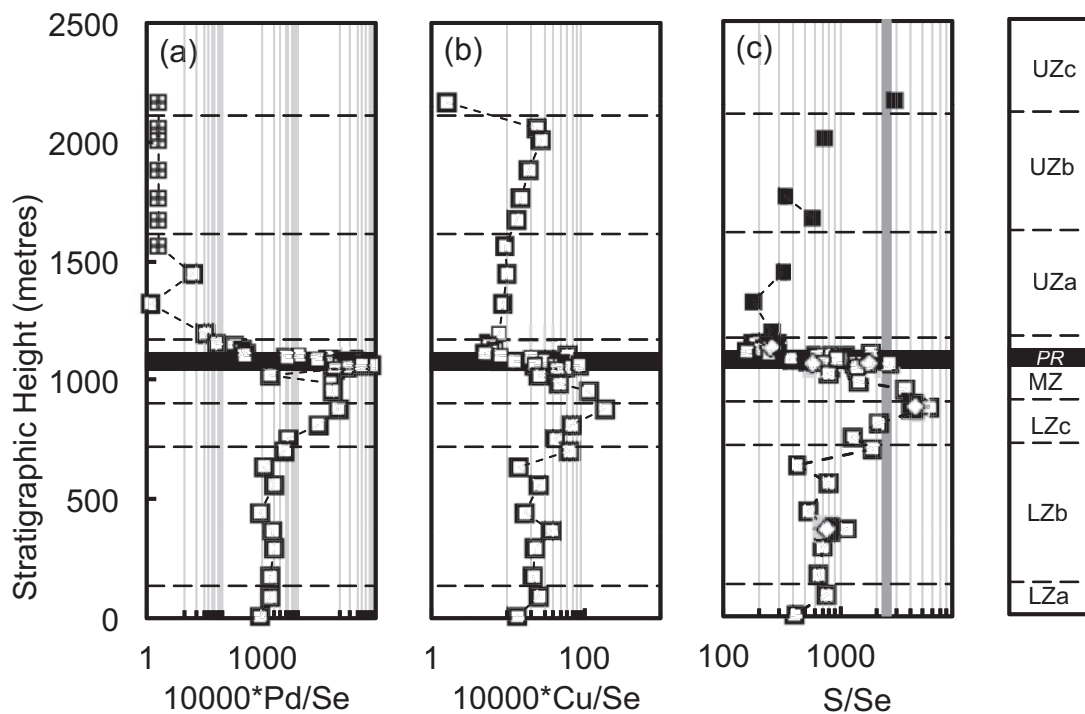 Stratigraphic Height (metres)
2500
2000
1500
1000
500
0
(a)
(b)
(c)
1 1000
10000*Pd/Se
1 100
10000*Cu/Se
100 1000
S/Se
UZc
UZb
UZa
PR
MZ
LZc
LZb
LZa